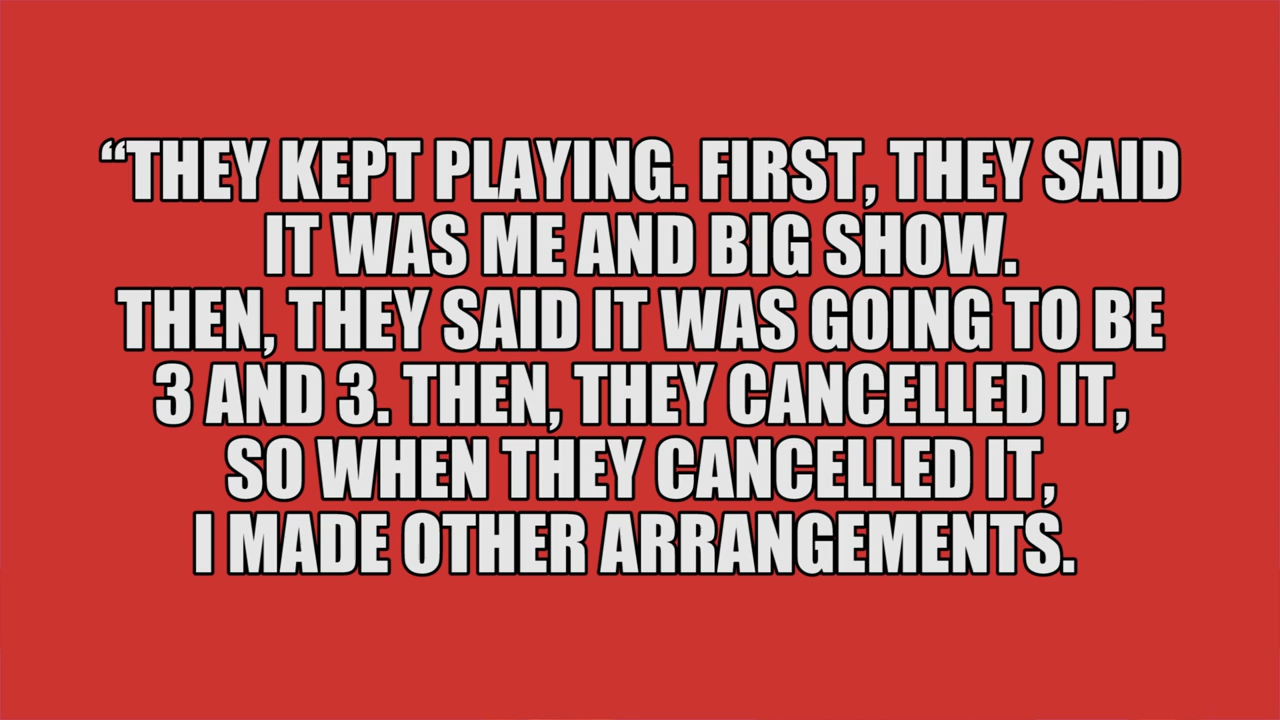 “THEY KEPT PLAYING. FIRST, THEY SAID
IT WAS ME AND BIG SHOW.
THEN, THEY SAID IT WAS GOING TO BE
3 AND 3. THEN, THEY CANCELLED IT,
SO WHEN THEY CANCELLED IT,
I MADE OTHER ARRANGEMENTS.